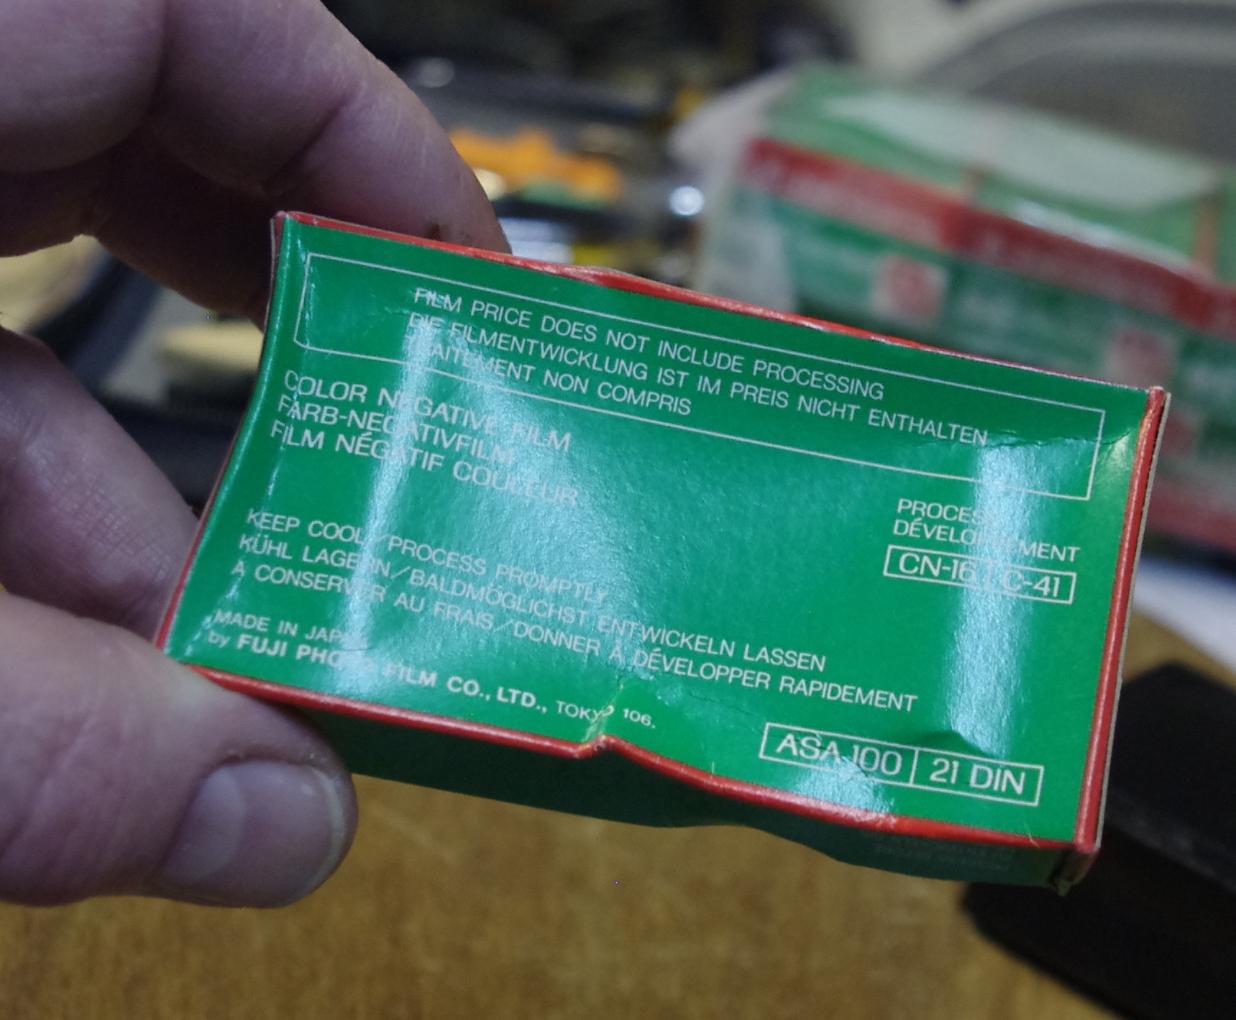 FILM PRICE DOES NOT INCLUDE PROCESSING
DIE FILMENTWICKLUNG IST IM PREIS NICHT ENTHALTEN
TRAITEMENT NON COMPRIS
COLOR NEGATIVE FILM
FARB-NEGATIVFILM
FILM NÉGATIF COULEUR
PROCESS
DÉVELOPPEMENT
CN-16 / C-41
KEEP COOL/PROCESS PROMPTLY
KÜHL LAGERN/BALDMÖGLICHST ENTWICKELN LASSEN
À CONSERVER AU FRAIS/DONNER À DÉVELOPPER RAPIDEMENT
MADE IN JAPAN
by FUJI PHOTO FILM CO., LTD., TOKYO 106.
ASA 100 21 DIN